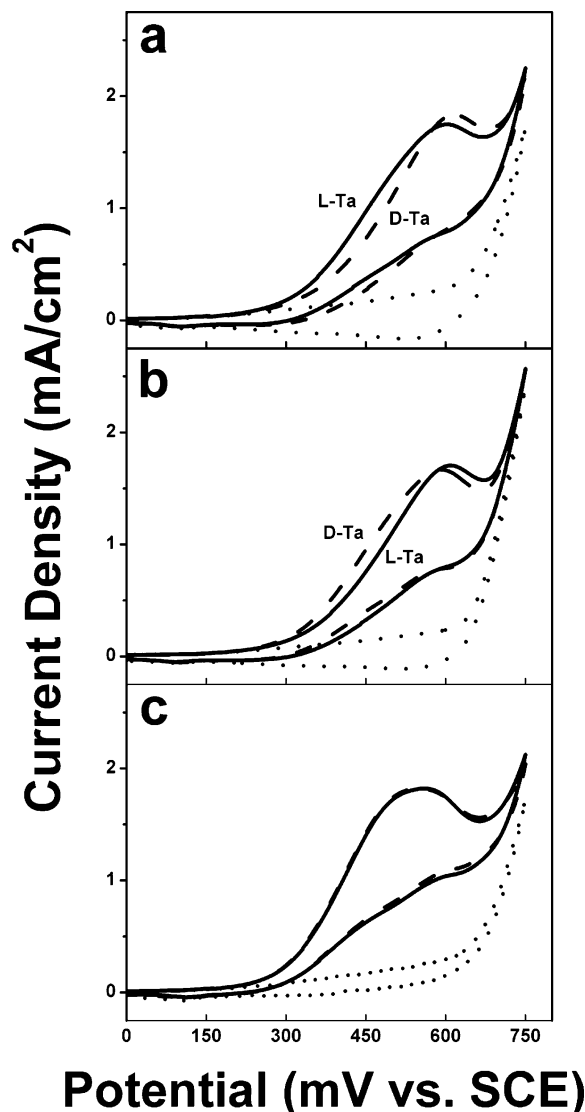 a
2
L-Ta
D-Ta
1
0
b
2
D-Ta
L-Ta
1
0
c
2
1
0
0 150 300 450 600 750
Current Density (mA/cm²)
Potential (mV vs. SCE)